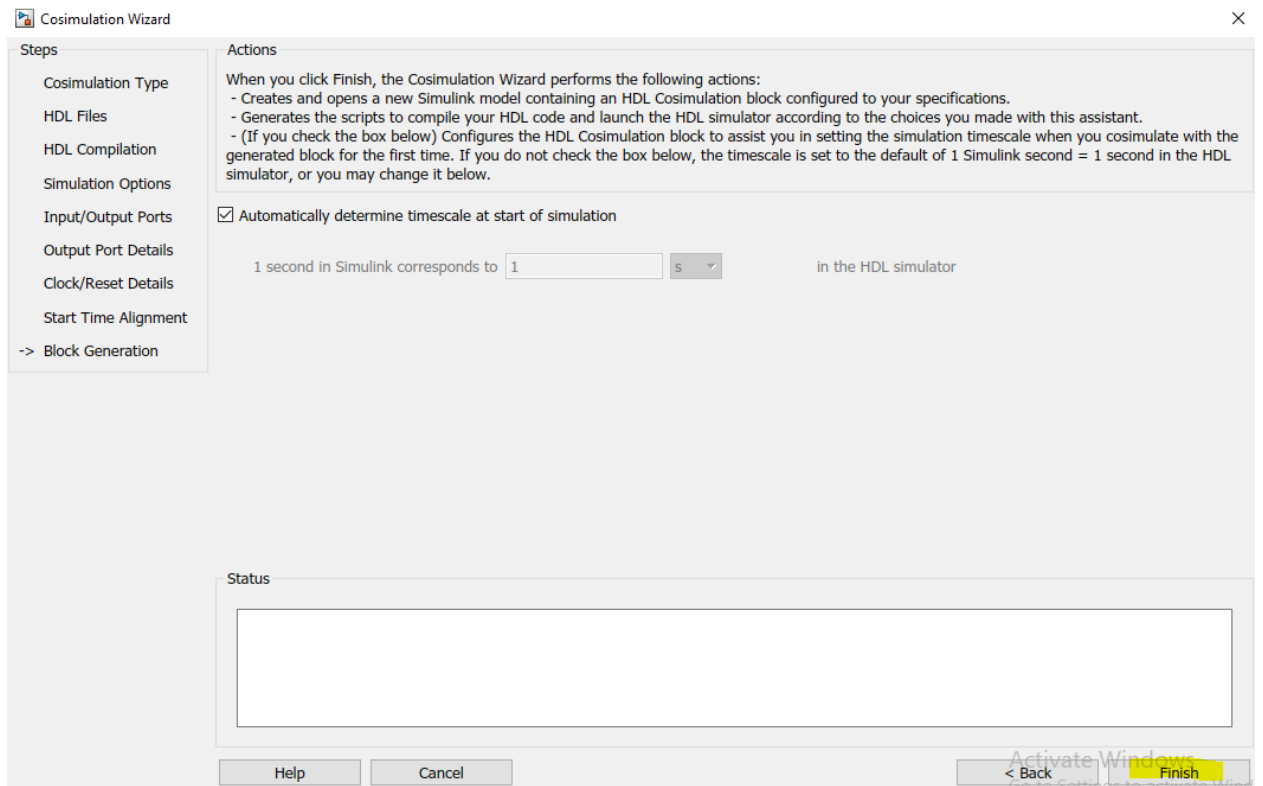 Cosimulation Wizard
Steps
Cosimulation Type
HDL Files
HDL Compilation
Simulation Options
Input/Output Ports
Output Port Details
Clock/Reset Details
Start Time Alignment
-> Block Generation
Actions
When you click Finish, the Cosimulation Wizard performs the following actions:
- Creates and opens a new Simulink model containing an HDL Cosimulation block configured to your specifications.
- Generates the scripts to compile your HDL code and launch the HDL simulator according to the choices you made with this assistant.
- (If you check the box below) Configures the HDL Cosimulation block to assist you in setting the simulation timescale when you cosimulate with the
generated block for the first time. If you do not check the box below, the timescale is set to the default of 1 Simulink second = 1 second in the HDL
simulator, or you may change it below.
Automatically determine timescale at start of simulation
1 second in Simulink corresponds to 1 s in the HDL simulator
Status
Activate Windows
Help Cancel < Back Finish